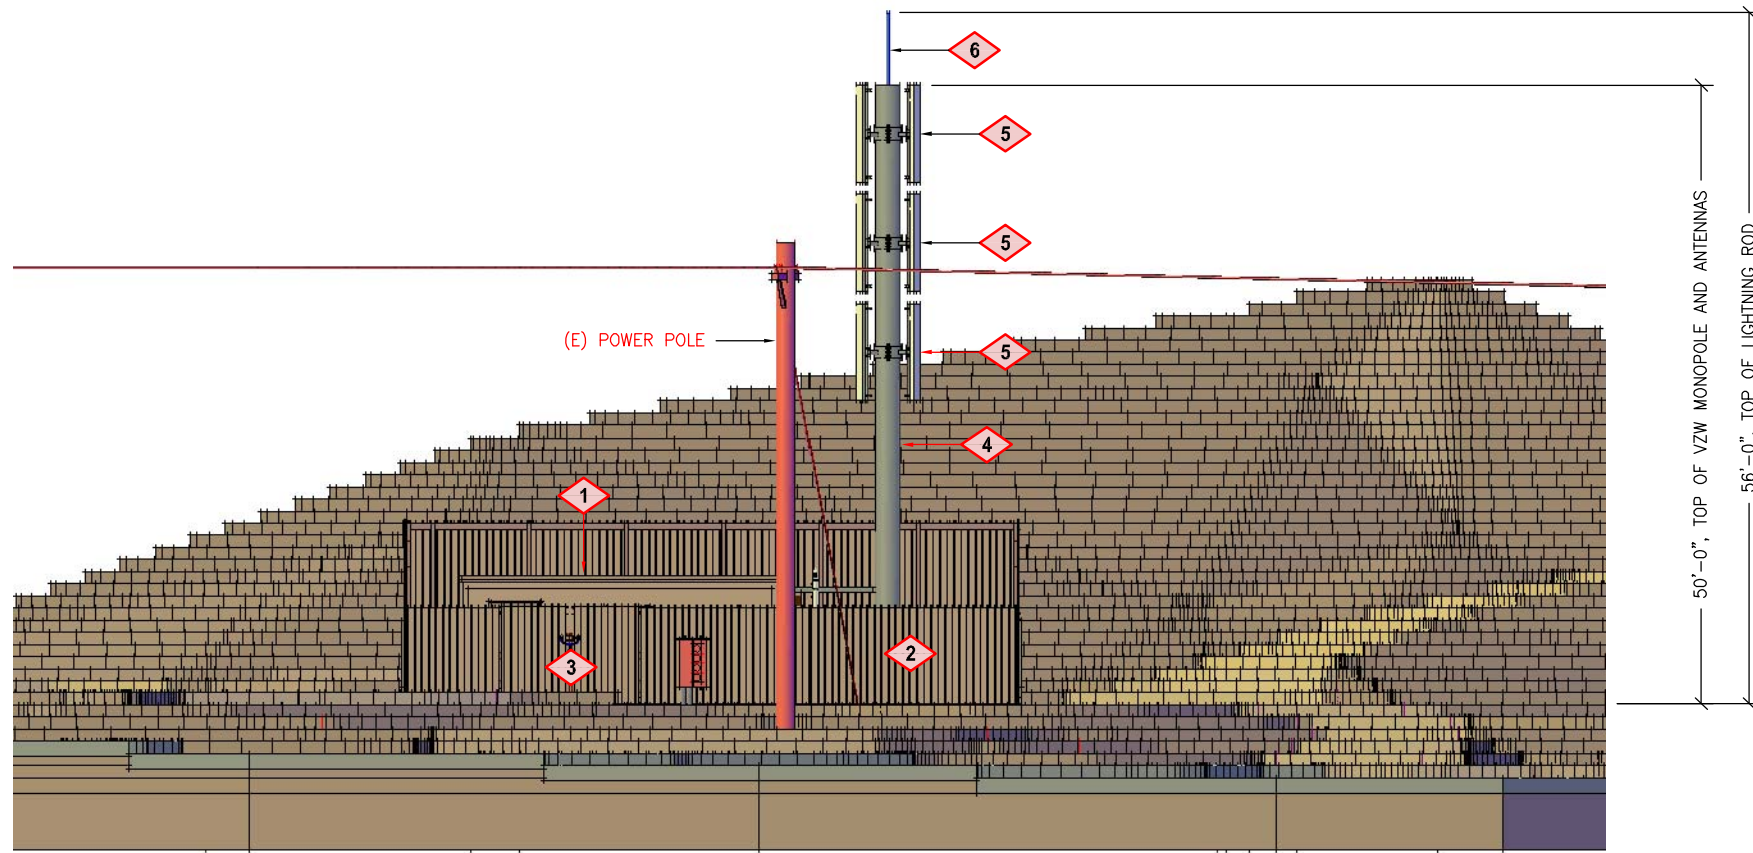 6
5
5
(E) POWER POLE
5
4
1
2
3
50'-0", TOP OF VZW MONOPOLE AND ANTENNAS
56'-0", TOP OF LIGHTNING ROD